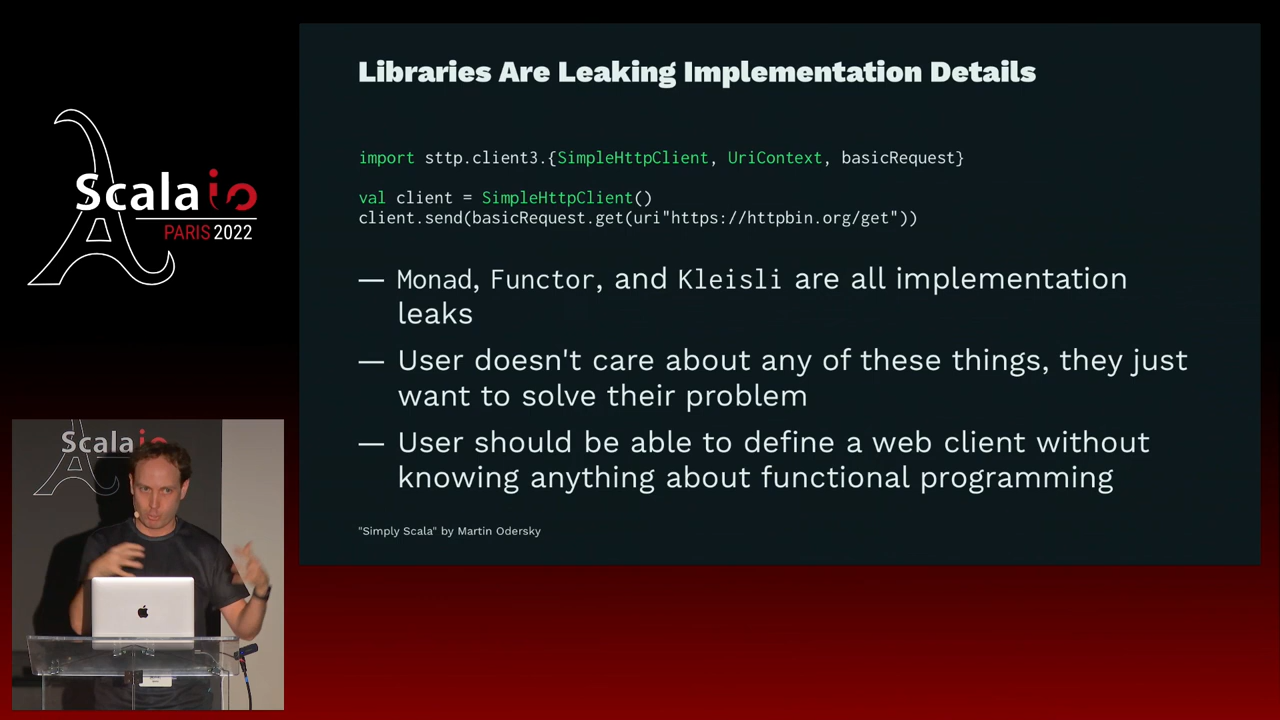 Scala io
PARIS 2022
Libraries Are Leaking Implementation Details
import sttp.client3.{SimpleHttpClient, UriContext, basicRequest}
val client = SimpleHttpClient()
client.send(basicRequest.get(uri"https://httpbin.org/get"))
— Monad, Functor, and Kleisli are all implementation
leaks
— User doesn't care about any of these things, they just
want to solve their problem
— User should be able to define a web client without
knowing anything about functional programming
"Simply Scala" by Martin Odersky
Scala io